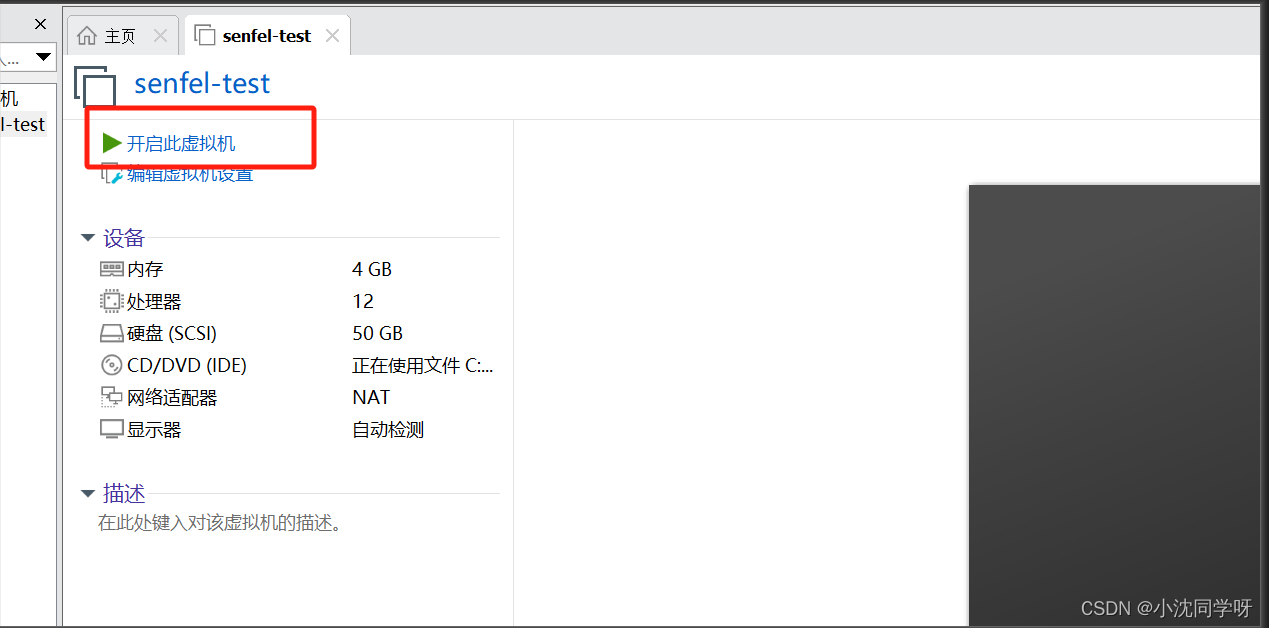 主页
senfel-test
...
senfel-test
机
l-test
开启此虚拟机
编辑虚拟机设置
设备
内存 4 GB
处理器 12
硬盘 (SCSI) 50 GB
CD/DVD (IDE) 正在使用文件 C:...
网络适配器 NAT
显示器 自动检测
描述
在此处键入对该虚拟机的描述。
CSDN @小沈同学呀